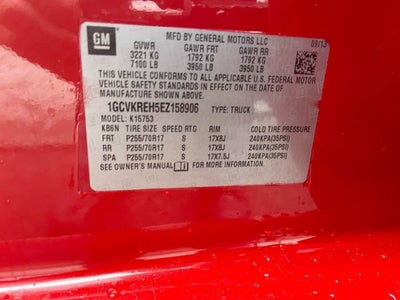 GM
MFD BY GENERAL MOTORS LLC 09/13
GVWR GAWR FRT GAWR RR
3221 KG 1792 KG 1792 KG
7100 LB 3950 LB 3950 LB
THIS VEHICLE CONFORMS TO ALL APPLICABLE U.S. FEDERAL MOTOR
VEHICLE SAFETY STANDARDS IN EFFECT ON THE DATE OF
MANUFACTURE SHOWN ABOVE.
1GCVKREH5EZ158906 TYPE: TRUCK
MODEL: K15753
KB6N TIRE SIZE SPEED RTG RIM COLD TIRE PRESSURE
FRT P255/70R17 S 17X8J 240KPA(35PSI)
RR P255/70R17 S 17X8J 240KPA(35PSI)
SPA P255/70R17 S 17X7.5J 240KPA(35PSI)
SEE OWNER'S MANUAL FOR ADDITIONAL INFORMATION.